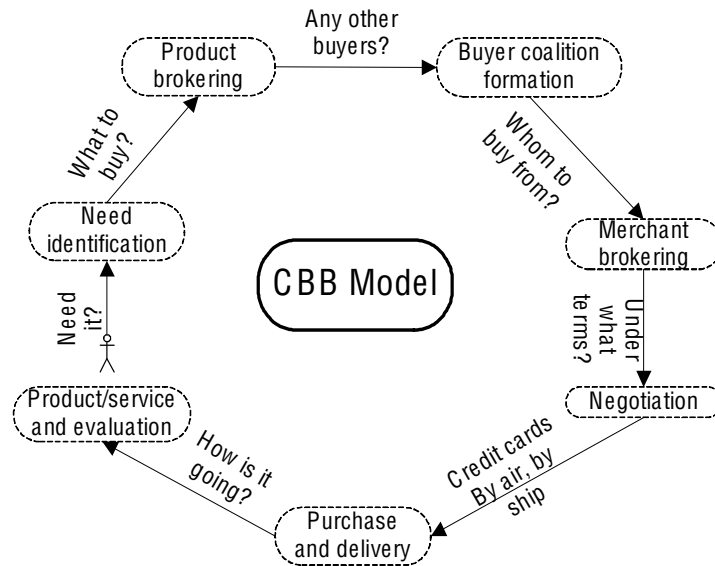 Product
brokering
Any other
buyers?
Buyer coalition
formation
Whom to
buy from?
Merchant
brokering
Under
what
terms?
Negotiation
Credit cards
By air, by
ship
Purchase
and delivery
How is it
going?
Product/service
and evaluation
Need
it?
Need
identification
What to
buy?
CBB Model